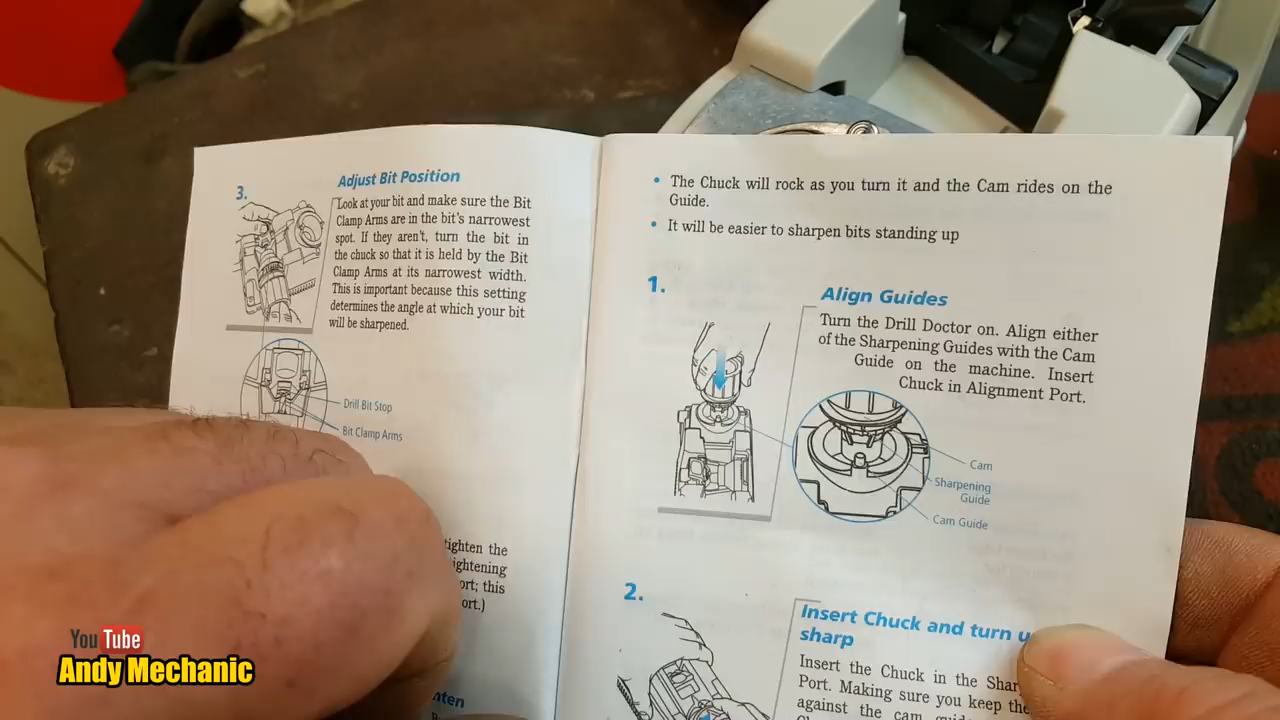 3.
Adjust Bit Position
Look at your bit and make sure the Bit
Clamp Arms are in the bit's narrowest
spot. If they aren't, turn the bit in
the chuck so that it is held by the Bit
Clamp Arms at its narrowest width.
This is important because this setting
determines the angle at which your bit
will be sharpened.
Drill Bit Stop
Bit Clamp Arms
tighten the
ightening
ort; this
ort.)
hten
• The Chuck will rock as you turn it and the Cam rides on the
Guide.
• It will be easier to sharpen bits standing up
1.
Align Guides
Turn the Drill Doctor on. Align either
of the Sharpening Guides with the Cam
Guide on the machine. Insert
Chuck in Alignment Port.
Cam
Sharpening
Guide
Cam Guide
2.
Insert Chuck and turn u
sharp
Insert the Chuck in the Shar
Port. Making sure you keep the
against the cam
YouTube
Andy Mechanic